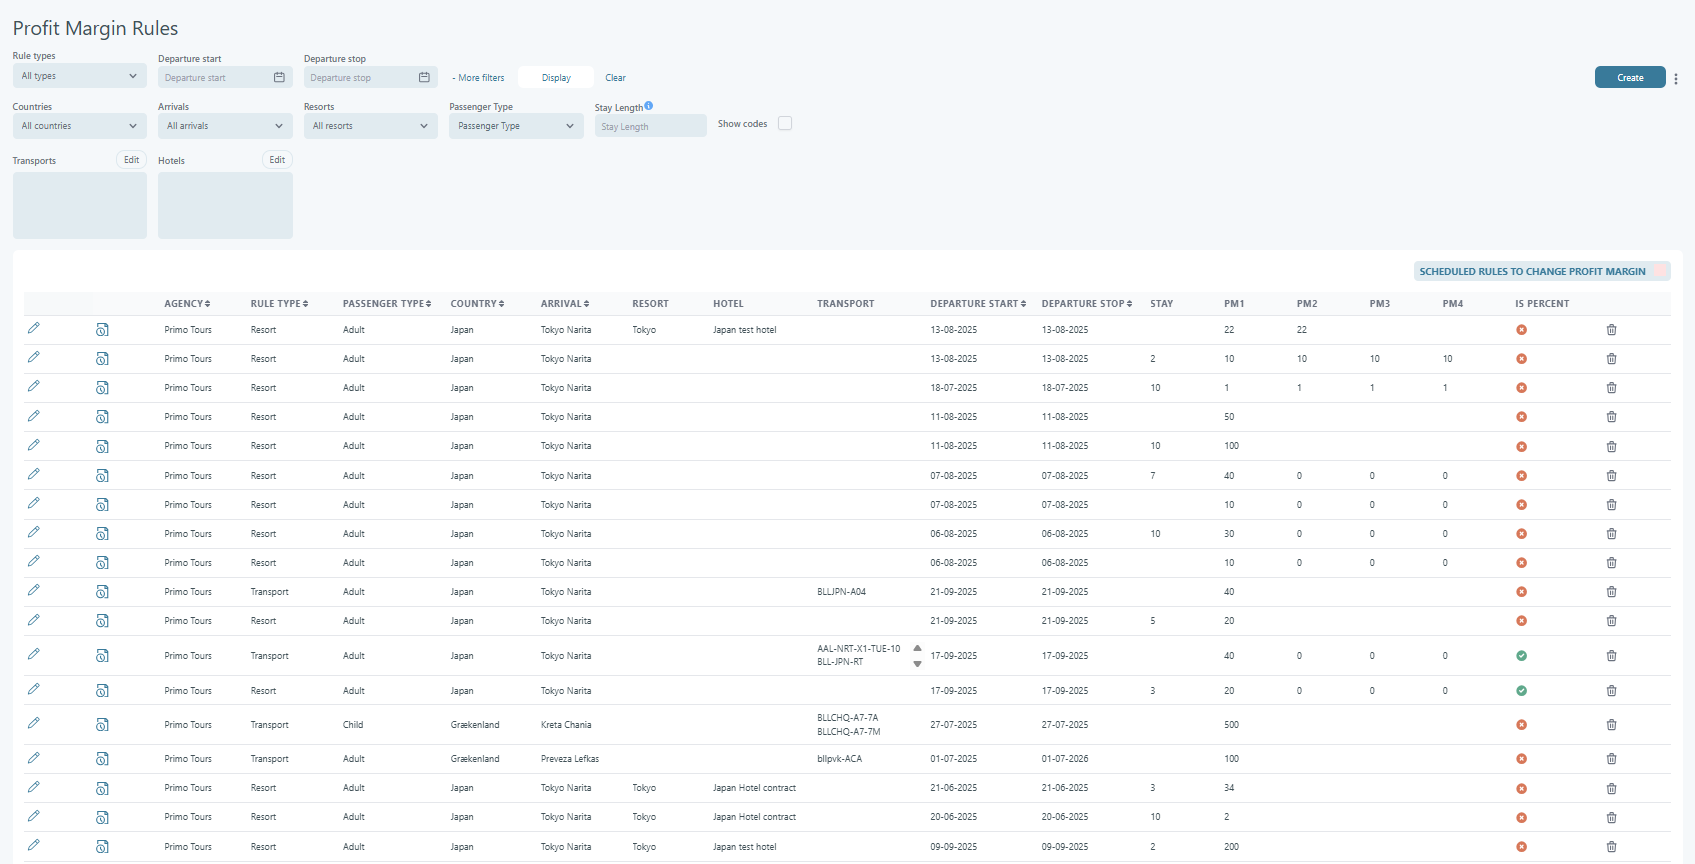 Profit Margin Rules
Rule types
Departure start
Departure stop
All types
Departure start
Departure stop
- More filters
Display
Clear
Create
Countries
Arrivals
Resorts
Passenger Type
Stay Length
All countries
All arrivals
All resorts
Passenger Type
Stay Length
Show codes
Transports
Edit
Hotels
Edit
SCHEDULED RULES TO CHANGE PROFIT MARGIN
AGENCY RULE TYPE PASSENGER TYPE COUNTRY ARRIVAL RESORT HOTEL TRANSPORT DEPARTURE START DEPARTURE STOP STAY PM1 PM2 PM3 PM4 IS PERCENT
Primo Tours Resort Adult Japan Tokyo Narita Tokyo Japan test hotel 13-08-2025 13-08-2025 22 22
Primo Tours Resort Adult Japan Tokyo Narita 13-08-2025 13-08-2025 2 10 10 10 10
Primo Tours Resort Adult Japan Tokyo Narita 18-07-2025 18-07-2025 10 1 1 1 1
Primo Tours Resort Adult Japan Tokyo Narita 11-08-2025 11-08-2025 50
Primo Tours Resort Adult Japan Tokyo Narita 11-08-2025 11-08-2025 10 100
Primo Tours Resort Adult Japan Tokyo Narita 07-08-2025 07-08-2025 7 40 0 0 0
Primo Tours Resort Adult Japan Tokyo Narita 07-08-2025 07-08-2025 10 0 0 0
Primo Tours Resort Adult Japan Tokyo Narita 06-08-2025 06-08-2025 10 30 0 0 0
Primo Tours Resort Adult Japan Tokyo Narita 06-08-2025 06-08-2025 10 0 0 0
Primo Tours Transport Adult Japan Tokyo Narita BLLJPN-A04 21-09-2025 21-09-2025 40
Primo Tours Resort Adult Japan Tokyo Narita 21-09-2025 21-09-2025 5 20
AAL-NRT-X1-TUE-10
Primo Tours Transport Adult Japan Tokyo Narita BLL-JPN-RT 17-09-2025 17-09-2025 40 0 0 0
Primo Tours Resort Adult Japan Tokyo Narita 17-09-2025 17-09-2025 3 20 0 0 0
BLLCHQ-A7-7A
Primo Tours Transport Child Grækenland Kreta Chania BLLCHQ-A7-7M 27-07-2025 27-07-2025 500
Primo Tours Transport Adult Grækenland Preveza Lefkas bllpvk-ACA 01-07-2025 01-07-2026 100
Primo Tours Resort Adult Japan Tokyo Narita Tokyo Japan Hotel contract 21-06-2025 21-06-2025 3 34
Primo Tours Resort Adult Japan Tokyo Narita Tokyo Japan Hotel contract 20-06-2025 20-06-2025 10 2
Primo Tours Resort Adult Japan Tokyo Narita Tokyo Japan test hotel 09-09-2025 09-09-2025 2 200